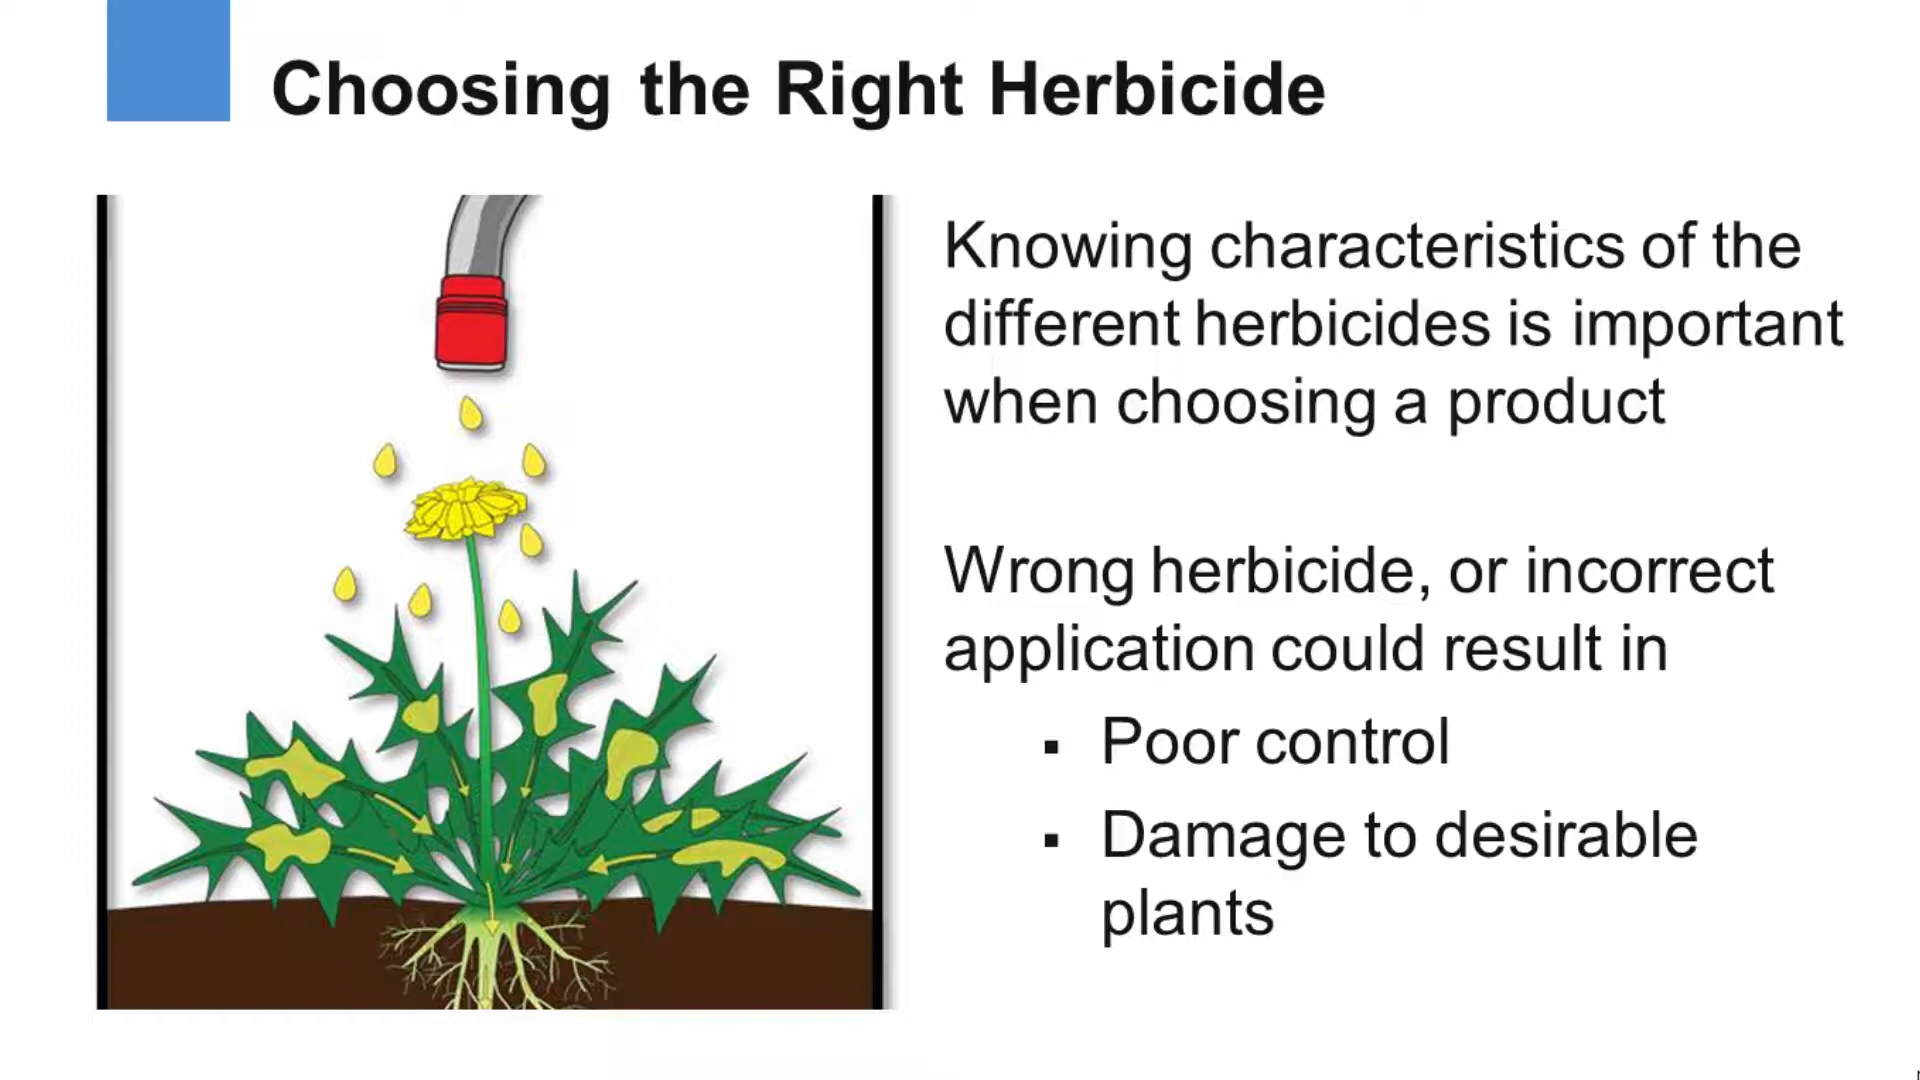 Choosing the Right Herbicide
Knowing characteristics of the
different herbicides is important
when choosing a product
Wrong herbicide, or incorrect
application could result in
▪ Poor control
▪ Damage to desirable
plants